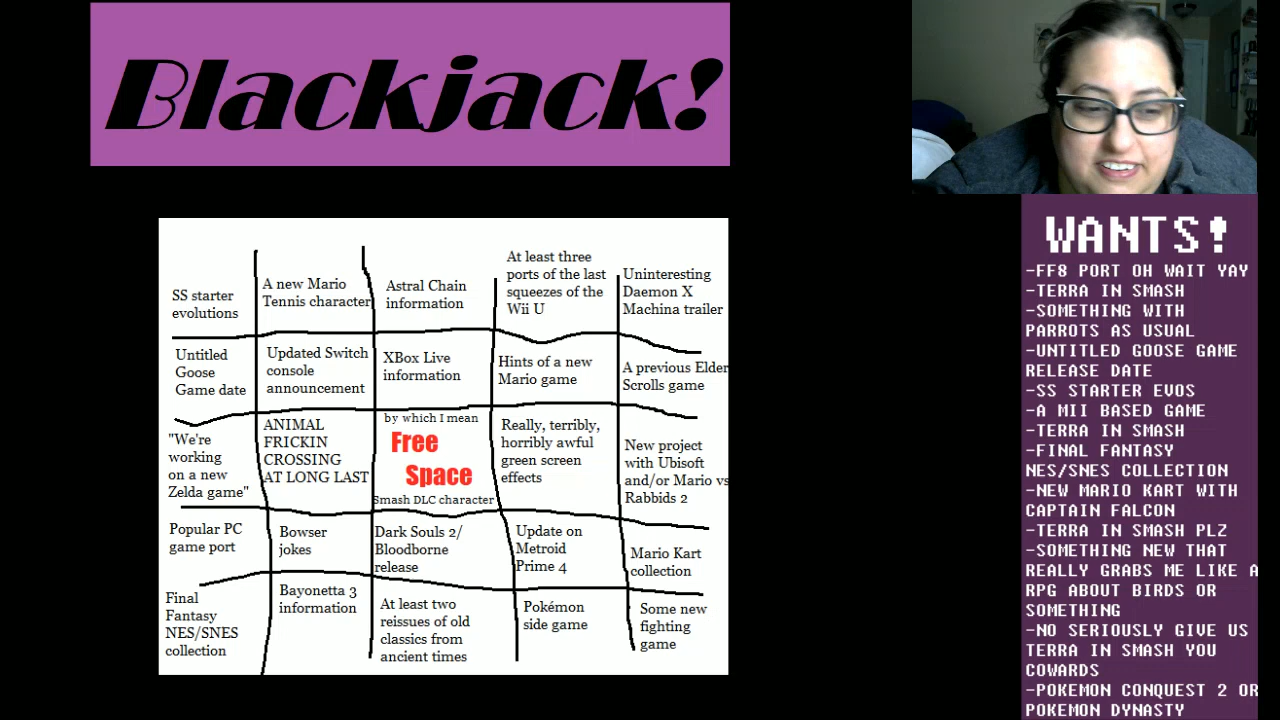 Blackjack!
SS starter
evolutions
A new Mario
Tennis character
Astral Chain
information
At least three
ports of the last
squeezes of the
Wii U
Uninteresting
Daemon X
Machina trailer
Untitled
Goose
Game date
Updated Switch
console
announcement
XBox Live
information
Hints of a new
Mario game
A previous Elder
Scrolls game
"We're
working
on a new
Zelda game"
ANIMAL
FRICKIN
CROSSING
AT LONG LAST
by which I mean
Free
Space
Smash DLC character
Really, terribly,
horribly awful
green screen
effects
New project
with Ubisoft
and/or Mario vs
Rabbids 2
Popular PC
game port
Bowser
jokes
Dark Souls 2/
Bloodborne
release
Update on
Metroid
Prime 4
Mario Kart
collection
Final
Fantasy
NES/SNES
collection
Bayonetta 3
information
At least two
reissues of old
classics from
ancient times
Pokémon
side game
Some new
fighting
game
WANTS!
-FF8 PORT OH WAIT YAY
-TERRA IN SMASH
-SOMETHING WITH
PARROTS AS USUAL
-UNTITLED GOOSE GAME
RELEASE DATE
-SS STARTER EVOS
-A MII BASED GAME
-TERRA IN SMASH
-FINAL FANTASY
NES/SNES COLLECTION
-NEW MARIO KART WITH
CAPTAIN FALCON
-TERRA IN SMASH PLZ
-SOMETHING NEW THAT
REALLY GRABS ME LIKE A
RPG ABOUT BIRDS OR
SOMETHING
-NO SERIOUSLY GIVE US
TERRA IN SMASH YOU
COWARDS
-POKEMON CONQUEST 2 OR
POKEMON DYNASTY